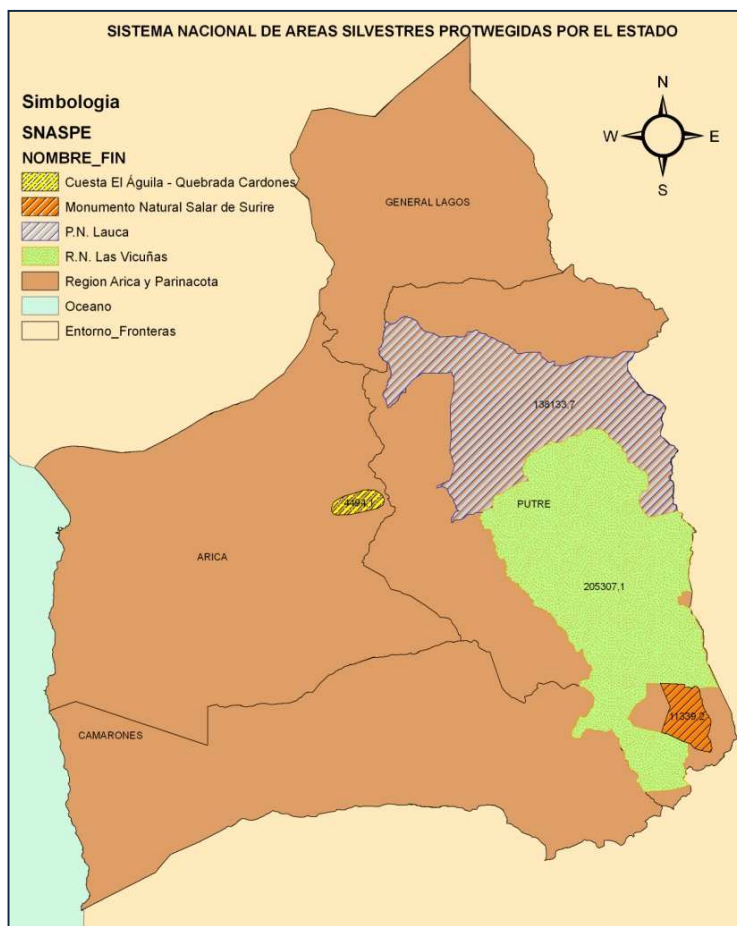 SISTEMA NACIONAL DE AREAS SILVESTRES PROTWEGIDAS POR EL ESTADO
Simbologia
SNASPE
NOMBRE_FIN
Cuesta El Águila - Quebrada Cardones
Monumento Natural Salar de Surire
P.N. Lauca
R.N. Las Vicuñas
Region Arica y Parinacota
Oceano
Entorno_Fronteras
N
W E
S
GENERAL LAGOS
138133,7
4494,1
PUTRE
ARICA
205307,1
11339,2
CAMARONES